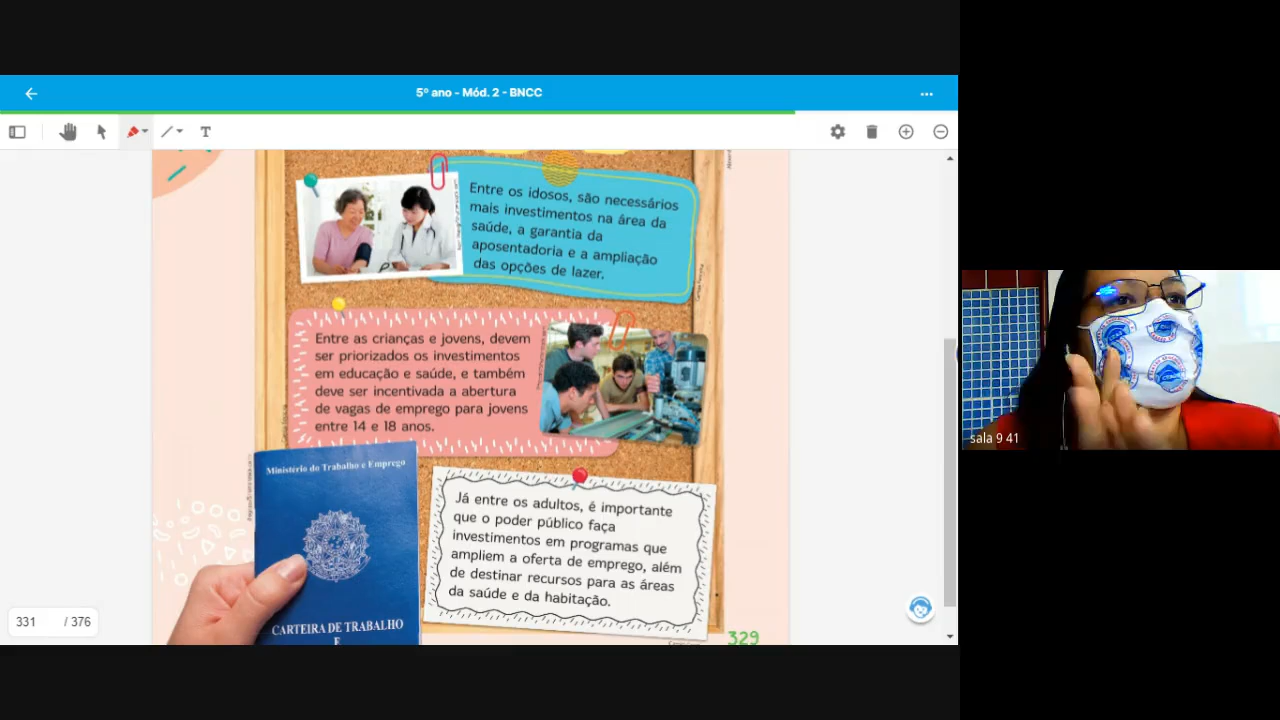 5º ano - Mód. 2 - BNCC
T
Entre os idosos, são necessários
mais investimentos na área da
saúde, a garantia da
aposentadoria e a ampliação
das opções de lazer.
Entre as crianças e jovens, devem
ser priorizados os investimentos
em educação e saúde, e também
deve ser incentivada a abertura
de vagas de emprego para jovens
entre 14 e 18 anos.
Ministério do Trabalho e Emprego
CARTEIRA DE TRABALHO
E
Já entre os adultos, é importante
que o poder público faça
investimentos em programas que
ampliem a oferta de emprego, além
de destinar recursos para as áreas
da saúde e da habitação.
331 / 376
329
sala 9 41